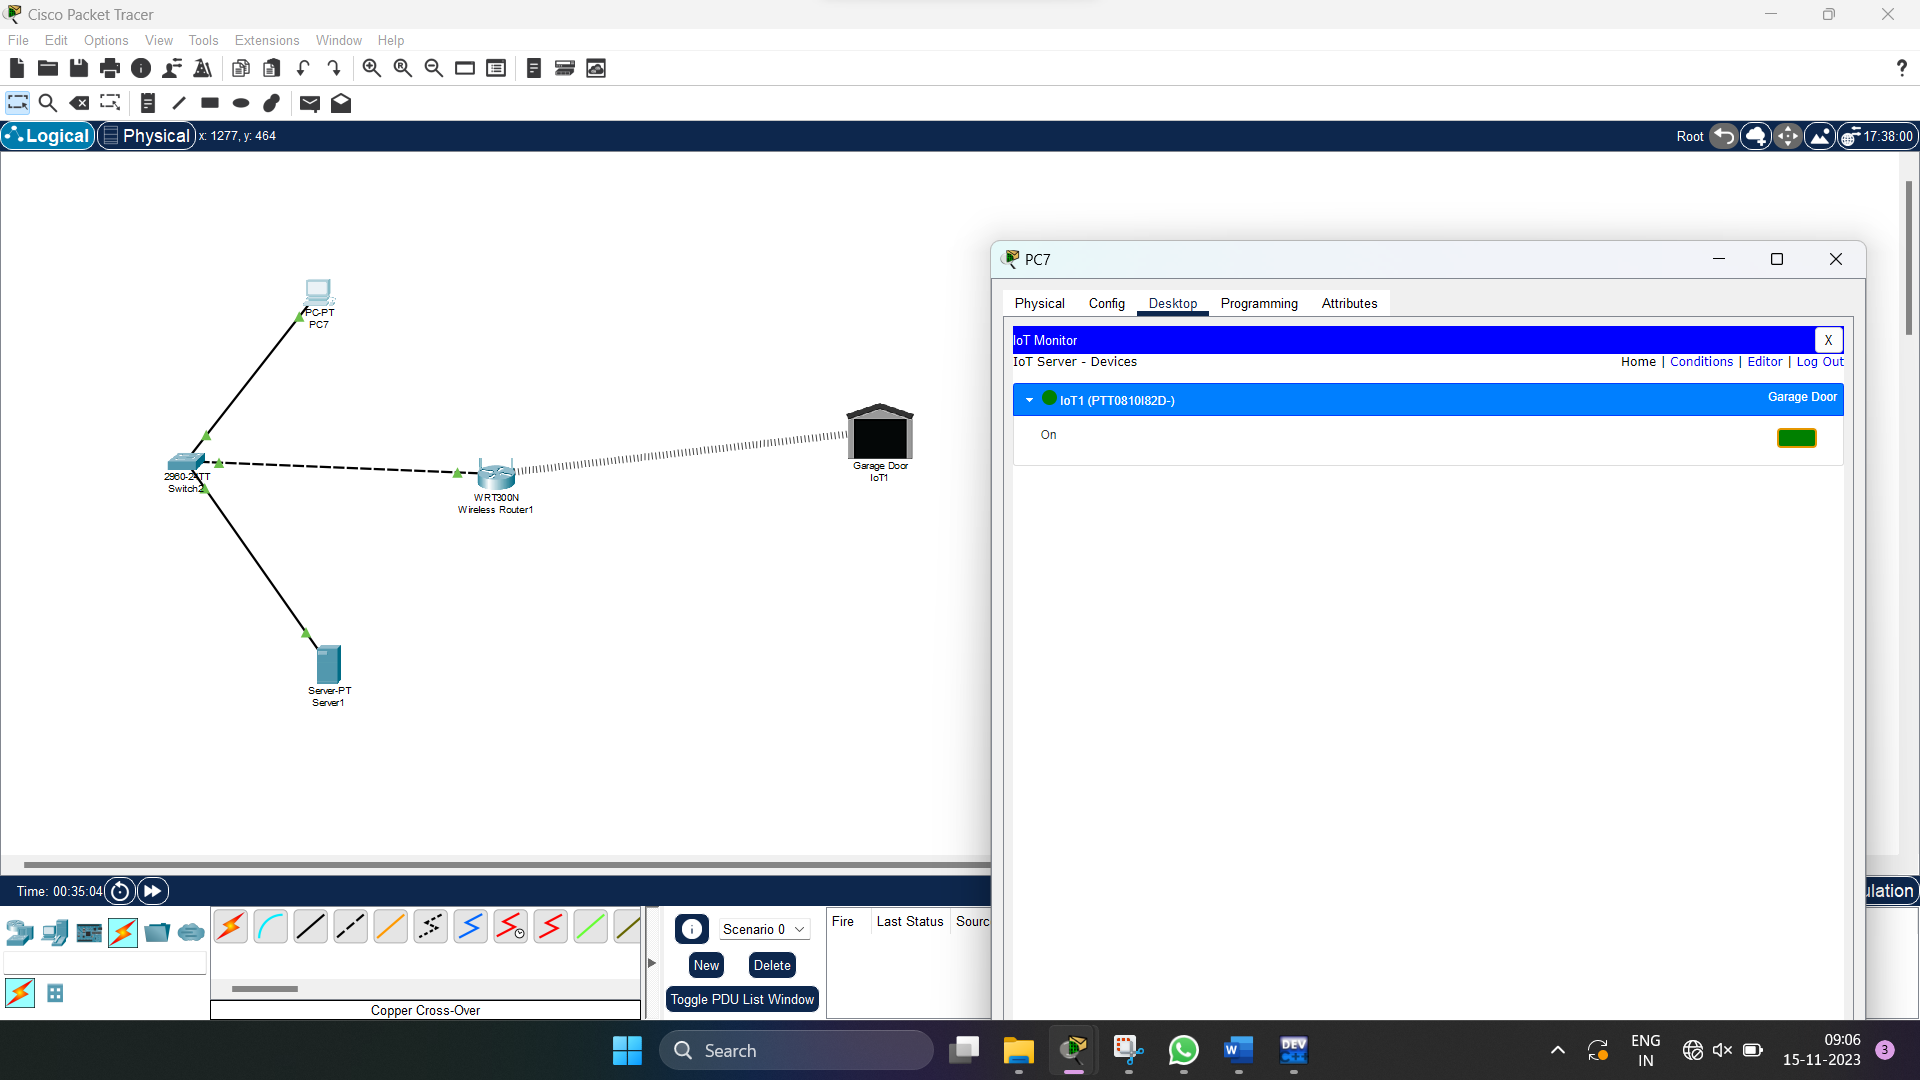 Cisco Packet Tracer
File Edit Options View Tools Extensions Window Help
?
Logical Physical x: 1277, y: 464 Root 17:38:00
PC-PT
PC7
2960-24TT
Switch2
WRT300N
Wireless Router1
Garage Door
IoT1
Server-PT
Server1
PC7
Physical Config Desktop Programming Attributes
IoT Monitor X
IoT Server - Devices Home | Conditions | Editor | Log Out
IoT1 (PTT0810I82D-) Garage Door
On
Time: 00:35:04 ulation
Scenario 0
New Delete
Toggle PDU List Window
Fire Last Status Sourc
Copper Cross-Over
Search
W
DEV
ENG
IN
09:06
15-11-2023
3